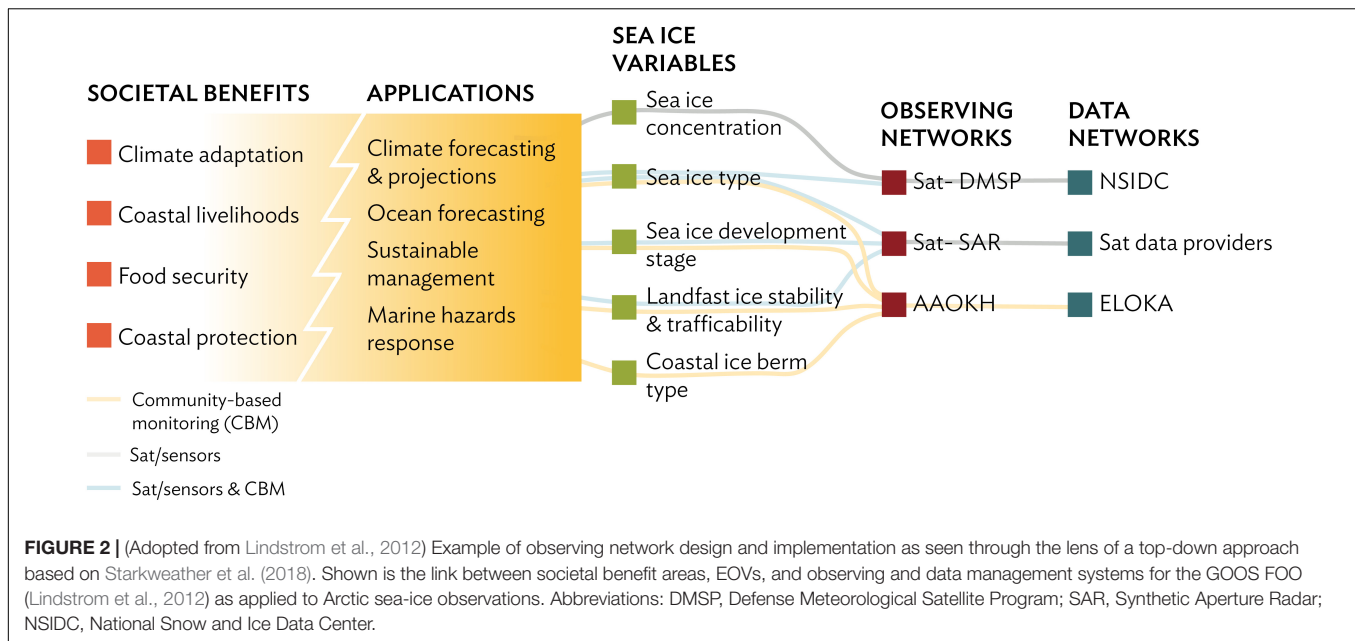 SOCIETAL BENEFITS
Climate adaptation
Coastal livelihoods
Food security
Coastal protection
APPLICATIONS
Climate forecasting
& projections
Ocean forecasting
Sustainable
management
Marine hazards
response
SEA ICE
VARIABLES
Sea ice
concentration
Sea ice type
Sea ice development
stage
Landfast ice stability
& trafficability
Coastal ice berm
type
OBSERVING
NETWORKS
Sat- DMSP
Sat- SAR
AAOKH
DATA
NETWORKS
NSIDC
Sat data providers
ELOKA
Community-based
monitoring (CBM)
Sat/sensors
Sat/sensors & CBM
FIGURE 2 | (Adopted from Lindstrom et al., 2012) Example of observing network design and implementation as seen through the lens of a top-down approach
based on Starkweather et al. (2018). Shown is the link between societal benefit areas, EOVs, and observing and data management systems for the GOOS FOO
(Lindstrom et al., 2012) as applied to Arctic sea-ice observations. Abbreviations: DMSP, Defense Meteorological Satellite Program; SAR, Synthetic Aperture Radar;
NSIDC, National Snow and Ice Data Center.